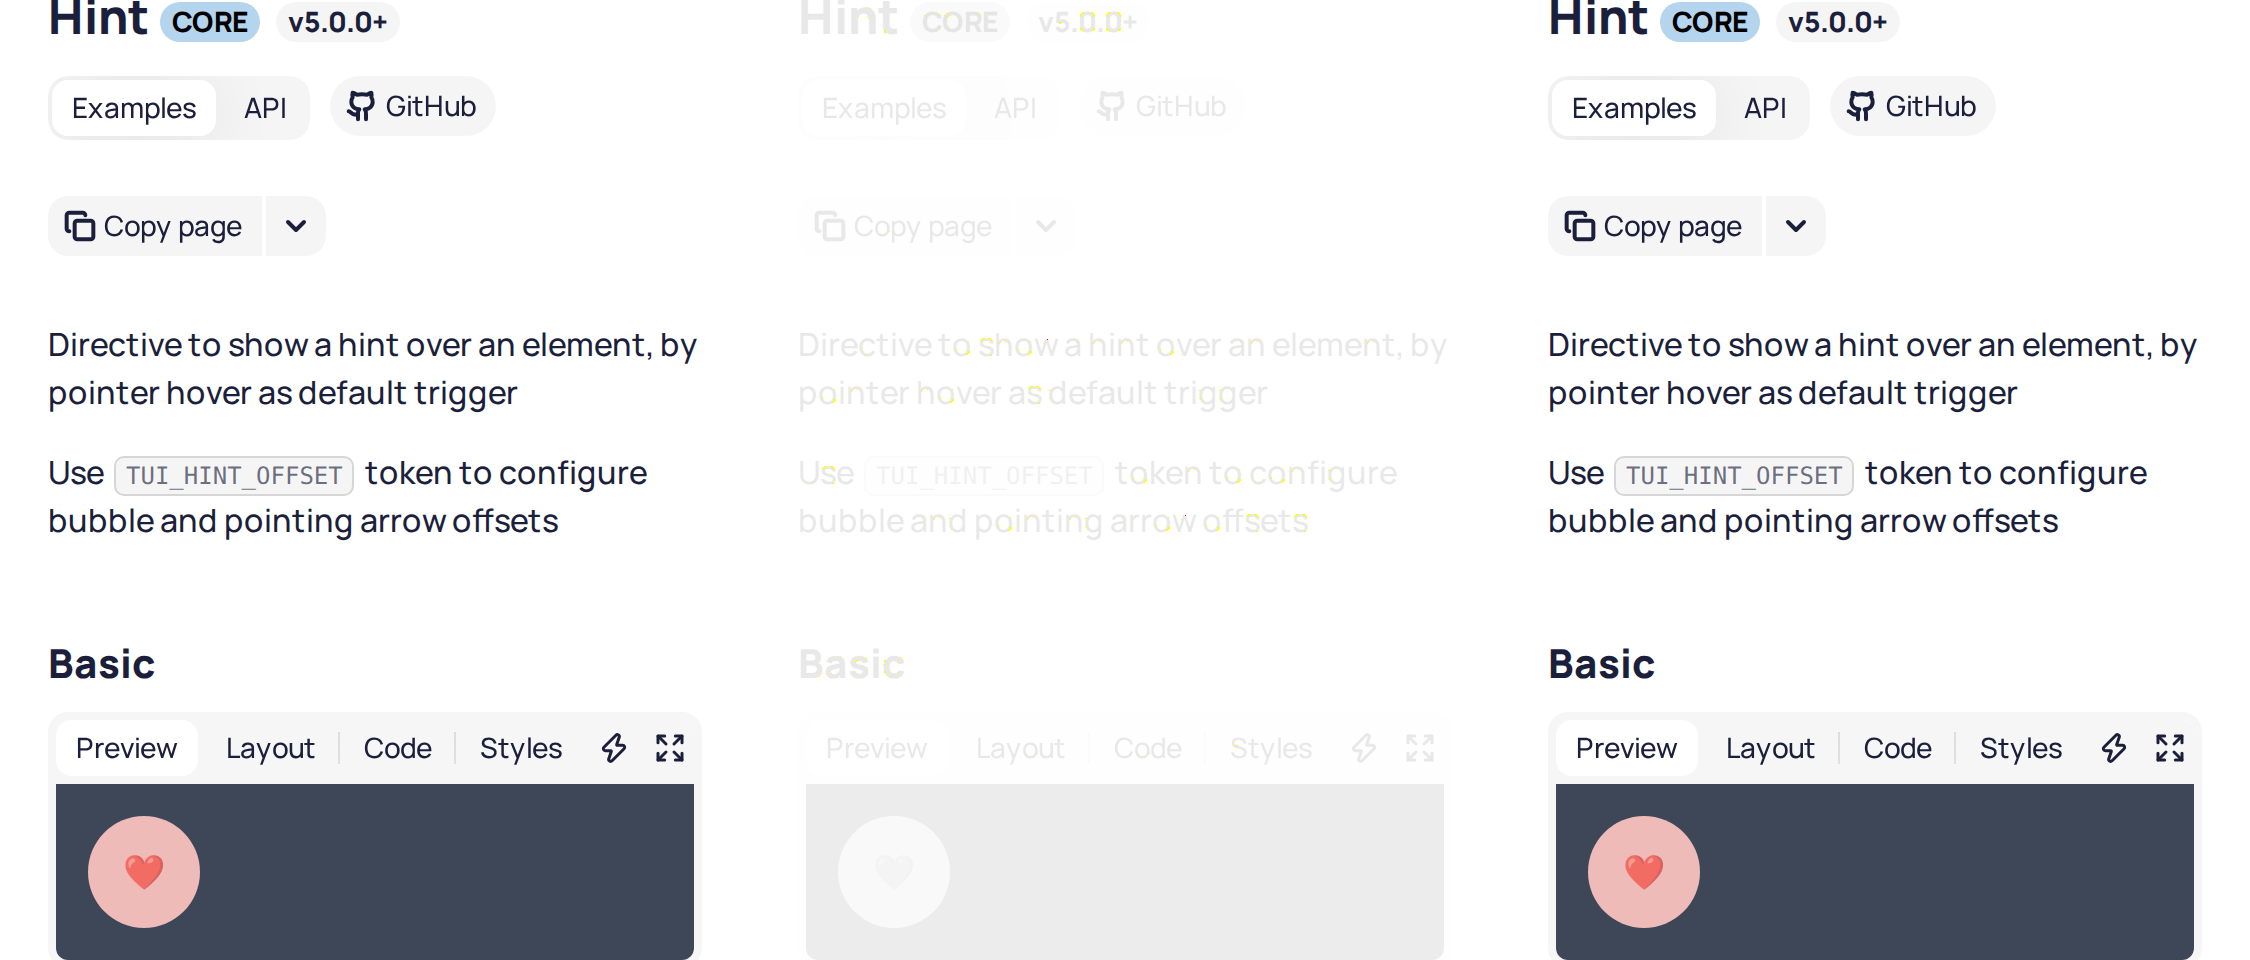 Hint CORE v5.0.0+
Examples API GitHub
Copy page
Directive to show a hint over an element, by
pointer hover as default trigger
Use TUI_HINT_OFFSET token to configure
bubble and pointing arrow offsets
Basic
Preview Layout Code Styles
Hint CORE v5.0.0+
Examples API GitHub
Copy page
Directive to show a hint over an element, by
pointer hover as default trigger
Use TUI_HINT_OFFSET token to configure
bubble and pointing arrow offsets
Basic
Preview Layout Code Styles
Hint CORE v5.0.0+
Examples API GitHub
Copy page
Directive to show a hint over an element, by
pointer hover as default trigger
Use TUI_HINT_OFFSET token to configure
bubble and pointing arrow offsets
Basic
Preview Layout Code Styles